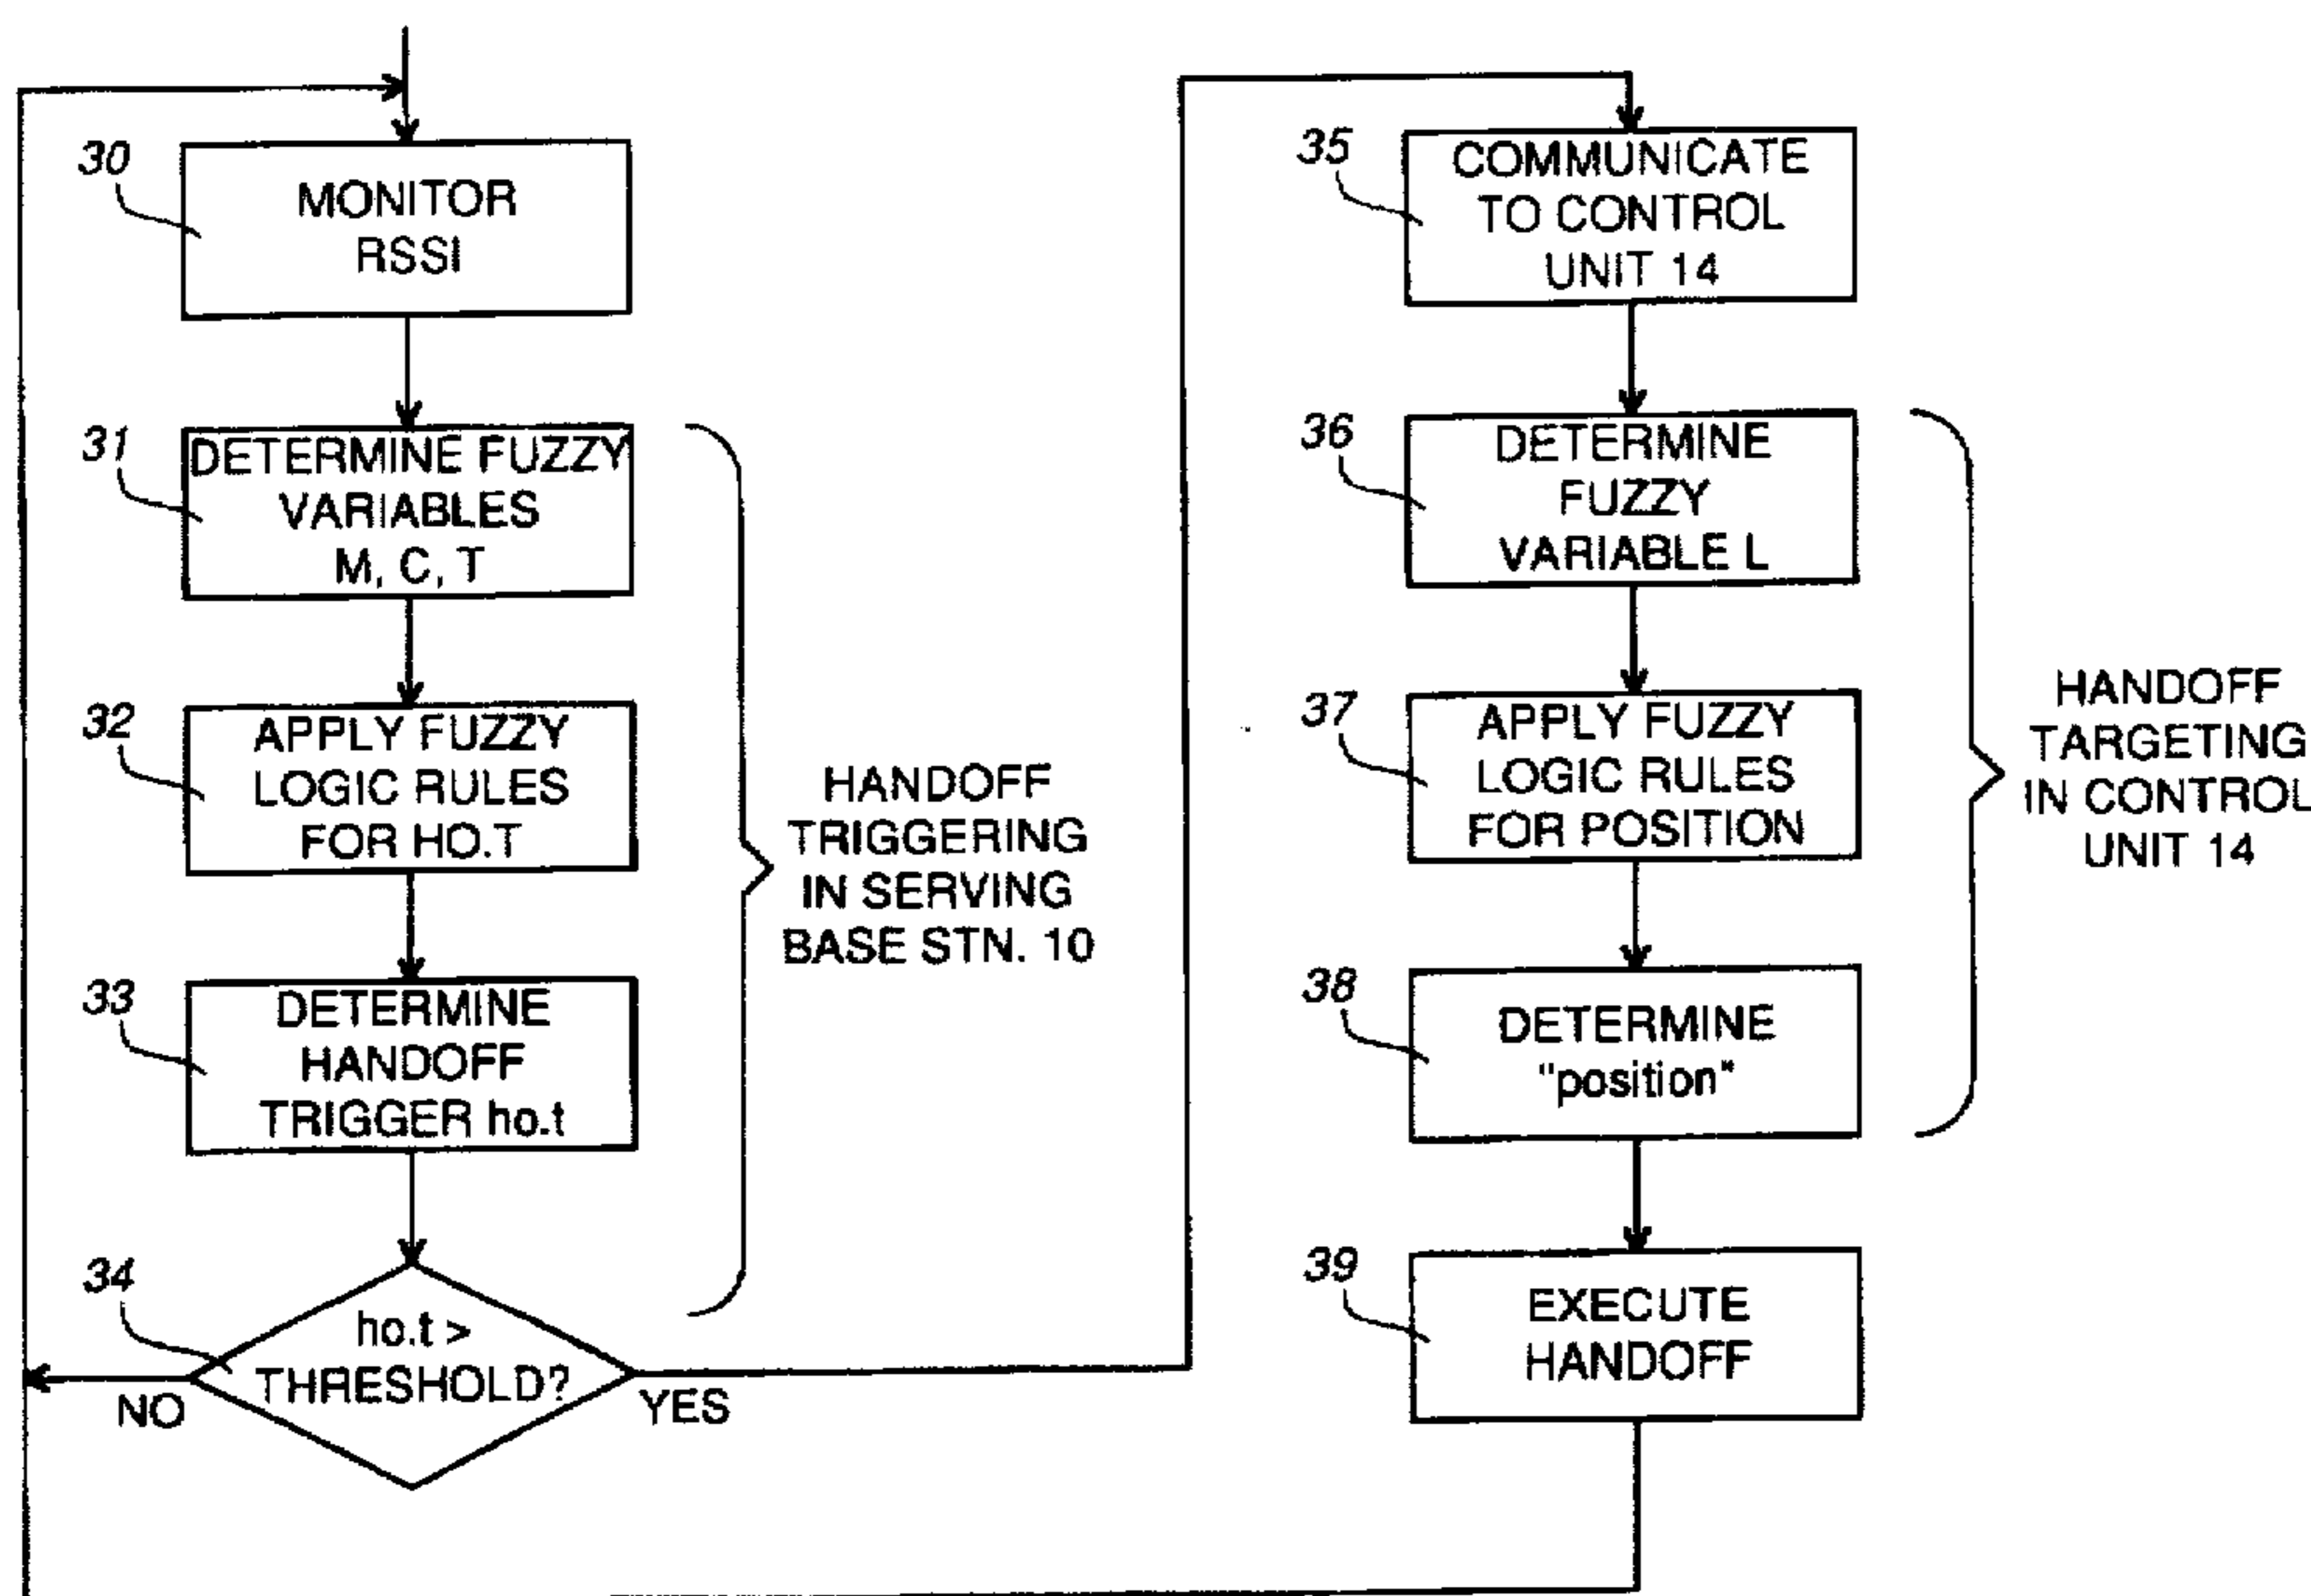 30
MONITOR
RSSI
31
DETERMINE FUZZY
VARIABLES
M, C, T
32
APPLY FUZZY
LOGIC RULES
FOR HO.T
33
DETERMINE
HANDOFF
TRIGGER ho.t
34
ho.t >
THRESHOLD?
NO
YES
HANDOFF
TRIGGERING
IN SERVING
BASE STN. 10
35
COMMUNICATE
TO CONTROL
UNIT 14
36
DETERMINE
FUZZY
VARIABLE L
37
APPLY FUZZY
LOGIC RULES
FOR POSITION
38
DETERMINE
"position"
39
EXECUTE
HANDOFF
HANDOFF
TARGETING
IN CONTROL
UNIT 14